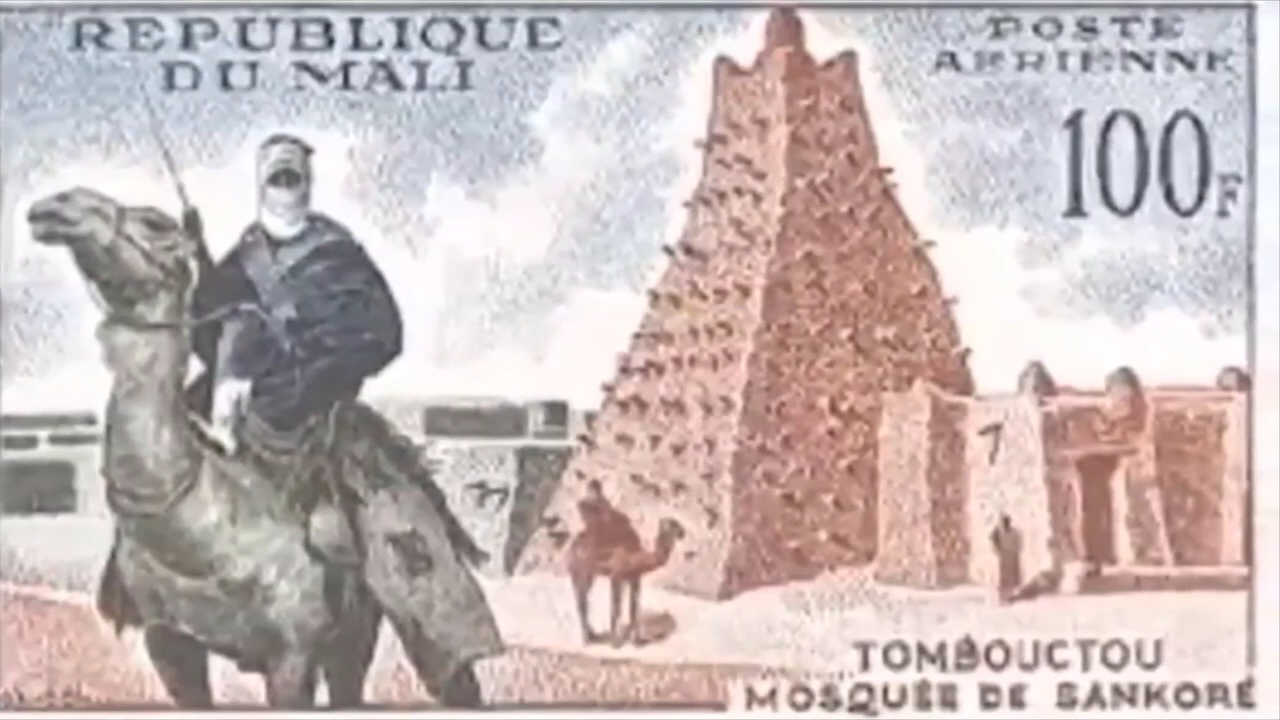 REPUBLIQUE
DU MALI
POSTE
AERIENNE
100F
TOMBOUCTOU
MOSQUÉE DE SANKORÉ